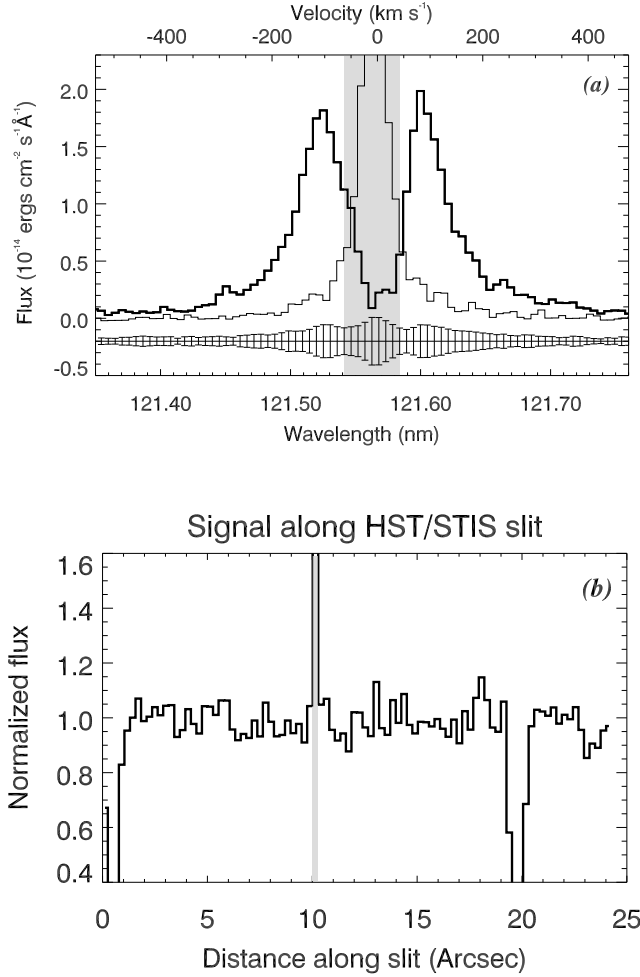 Velocity (km s⁻¹)
-400 -200 0 200 400
(a)
2.0
1.5
1.0
0.5
0.0
-0.5
Flux (10⁻¹⁴ ergs cm⁻² s⁻¹Å⁻¹)
121.40 121.50 121.60 121.70
Wavelength (nm)
Signal along HST/STIS slit
(b)
1.6
1.4
1.2
1.0
0.8
0.6
0.4
Normalized flux
0 5 10 15 20 25
Distance along slit (Arcsec)